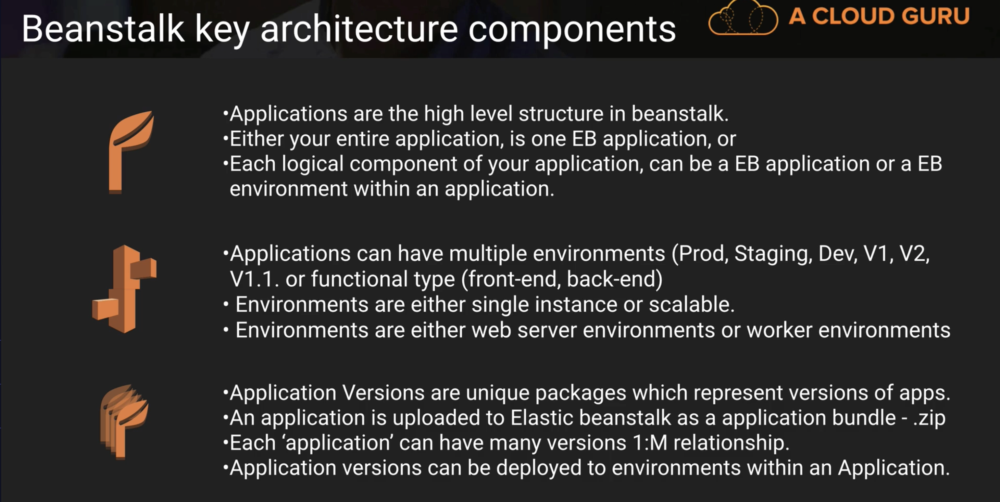 Beanstalk key architecture components
A CLOUD GURU
•Applications are the high level structure in beanstalk.
•Either your entire application, is one EB application, or
•Each logical component of your application, can be a EB application or a EB
environment within an application.
•Applications can have multiple environments (Prod, Staging, Dev, V1, V2,
V1.1. or functional type (front-end, back-end)
• Environments are either single instance or scalable.
• Environments are either web server environments or worker environments
•Application Versions are unique packages which represent versions of apps.
•An application is uploaded to Elastic beanstalk as a application bundle - .zip
•Each ‘application’ can have many versions 1:M relationship.
•Application versions can be deployed to environments within an Application.